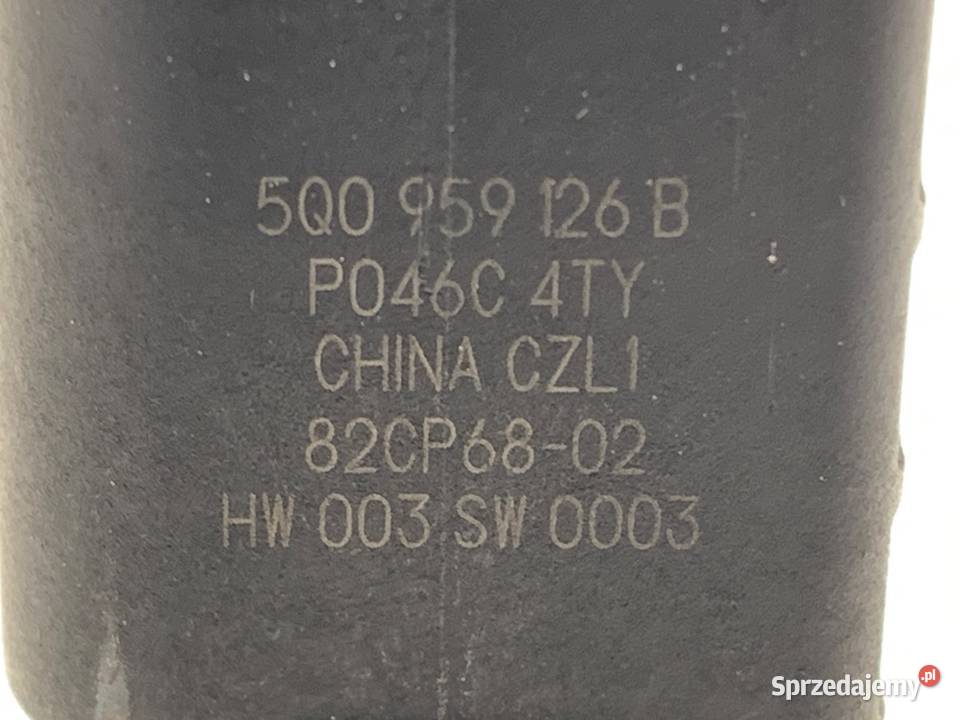 5Q0 959 126 B
P046C 4TY
CHINA CZL1
82CP68-02
HW 003 SW 0003
Sprzedajemy.pl